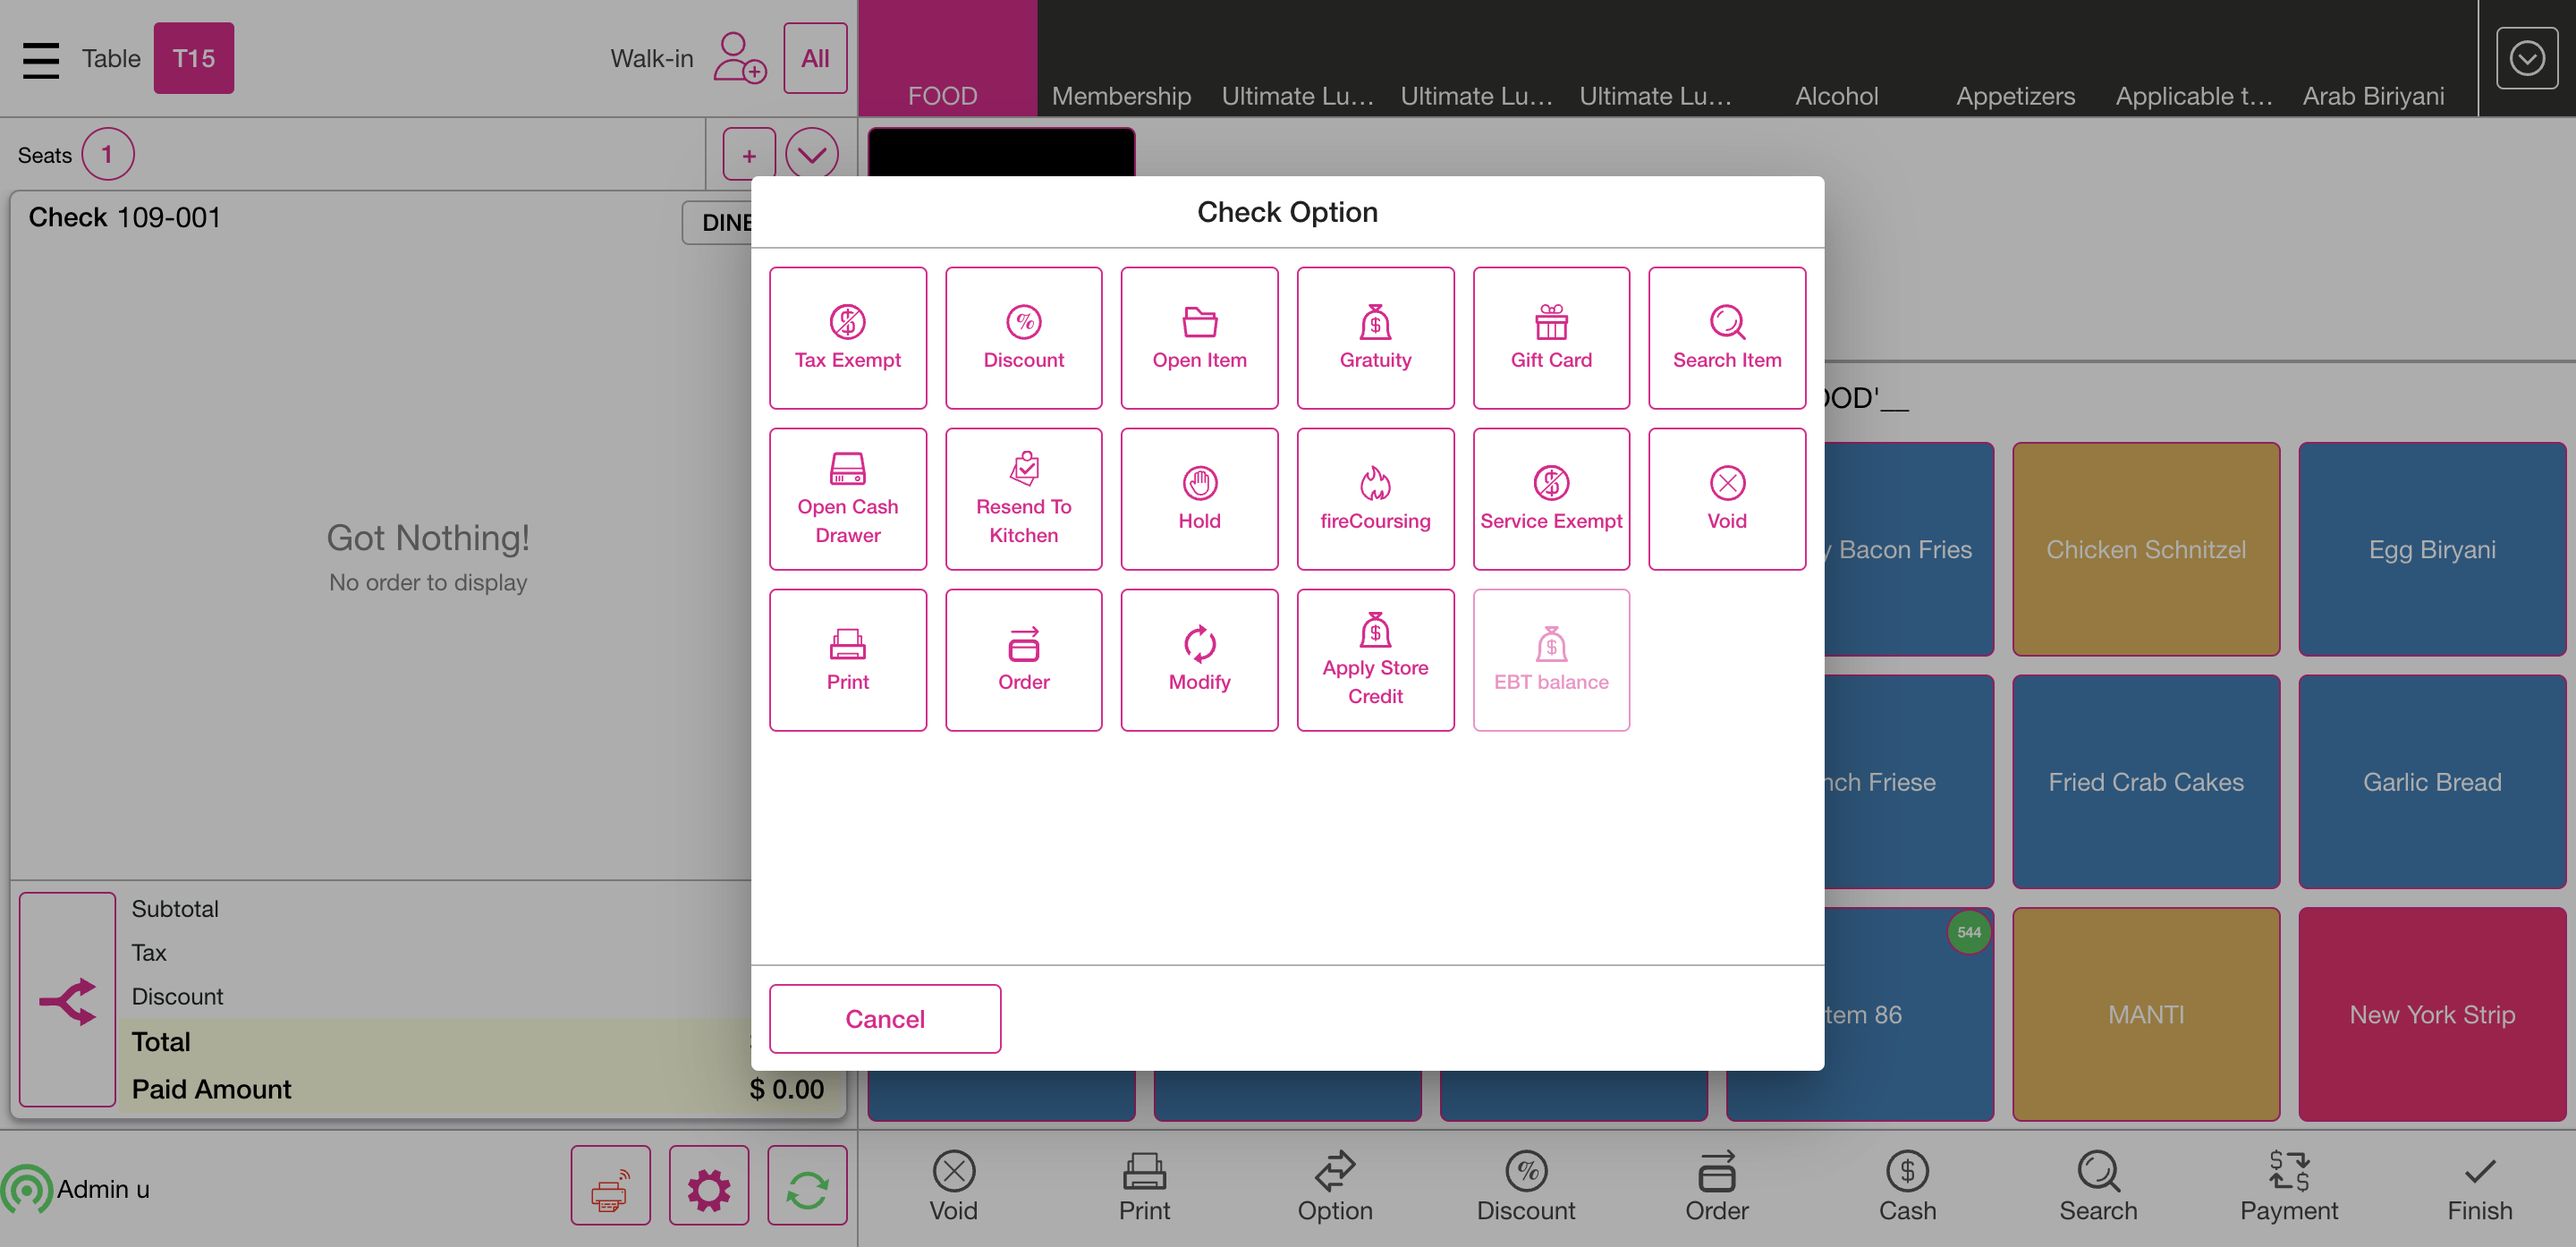 Table T15 Walk-in All
FOOD Membership Ultimate Lu... Ultimate Lu... Ultimate Lu... Alcohol Appetizers Applicable t... Arab Biriyani
Seats 1 +
Check 109-001
DINE
Got Nothing!
No order to display
Subtotal
Tax
Discount
Total
Paid Amount $ 0.00
Admin u
Check Option
Tax Exempt
Discount
Open Item
Gratuity
Gift Card
Search Item
Open Cash
Drawer
Resend To
Kitchen
Hold
fireCoursing
Service Exempt
Void
Print
Order
Modify
Apply Store
Credit
EBT balance
Cancel
OOD'__
y Bacon Fries
Chicken Schnitzel
Egg Biryani
nch Friese
Fried Crab Cakes
Garlic Bread
544
tem 86
MANTI
New York Strip
Void Print Option Discount Order Cash Search Payment Finish